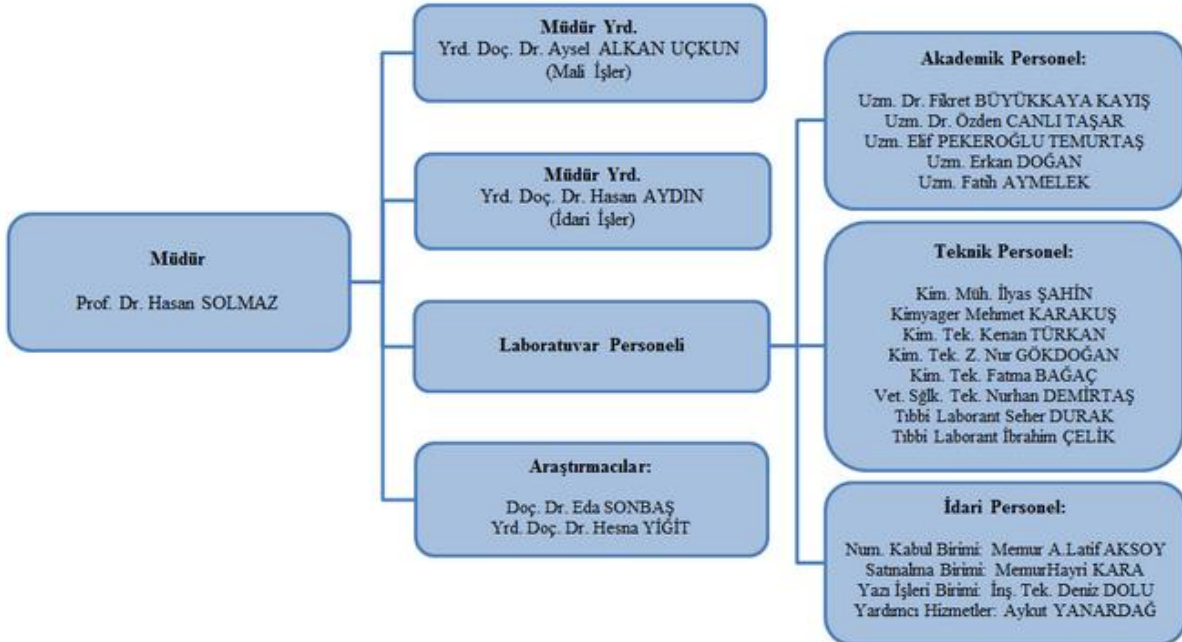 Müdür
Prof. Dr. Hasan SOLMAZ
Müdür Yrd.
Yrd. Doç. Dr. Aysel ALKAN UÇKUN
(Mali İşler)
Müdür Yrd.
Yrd. Doç. Dr. Hasan AYDIN
(İdari İşler)
Laboratuvar Personeli
Araştırmacılar:
Doç. Dr. Eda SONBAŞ
Yrd. Doç. Dr. Hesna YİĞİT
Akademik Personel:
Uzm. Dr. Fikret BÜYÜKKAYA KAYIŞ
Uzm. Dr. Özden CANLI TAŞAR
Uzm. Elif PEKEROĞLU TEMURTAŞ
Uzm. Erkan DOĞAN
Uzm. Fatih AYMELEK
Teknik Personel:
Kim. Müh. İlyas ŞAHİN
Kimyager Mehmet KARAKUŞ
Kim. Tek. Kenan TÜRKAN
Kim. Tek. Z. Nur GÖKDOĞAN
Kim. Tek. Fatma BAĞAÇ
Vet. Sğlk. Tek. Nurhan DEMİRTAŞ
Tıbbi Laborant Seher DURAK
Tıbbi Laborant İbrahim ÇELİK
İdari Personel:
Num. Kabul Birimi: Memur A.Latif AKSOY
Satınalma Birimi: MemurHayri KARA
Yazı İşleri Birimi: İnş. Tek. Deniz DOLU
Yardımcı Hizmetler: Aykut YANARDAĞ